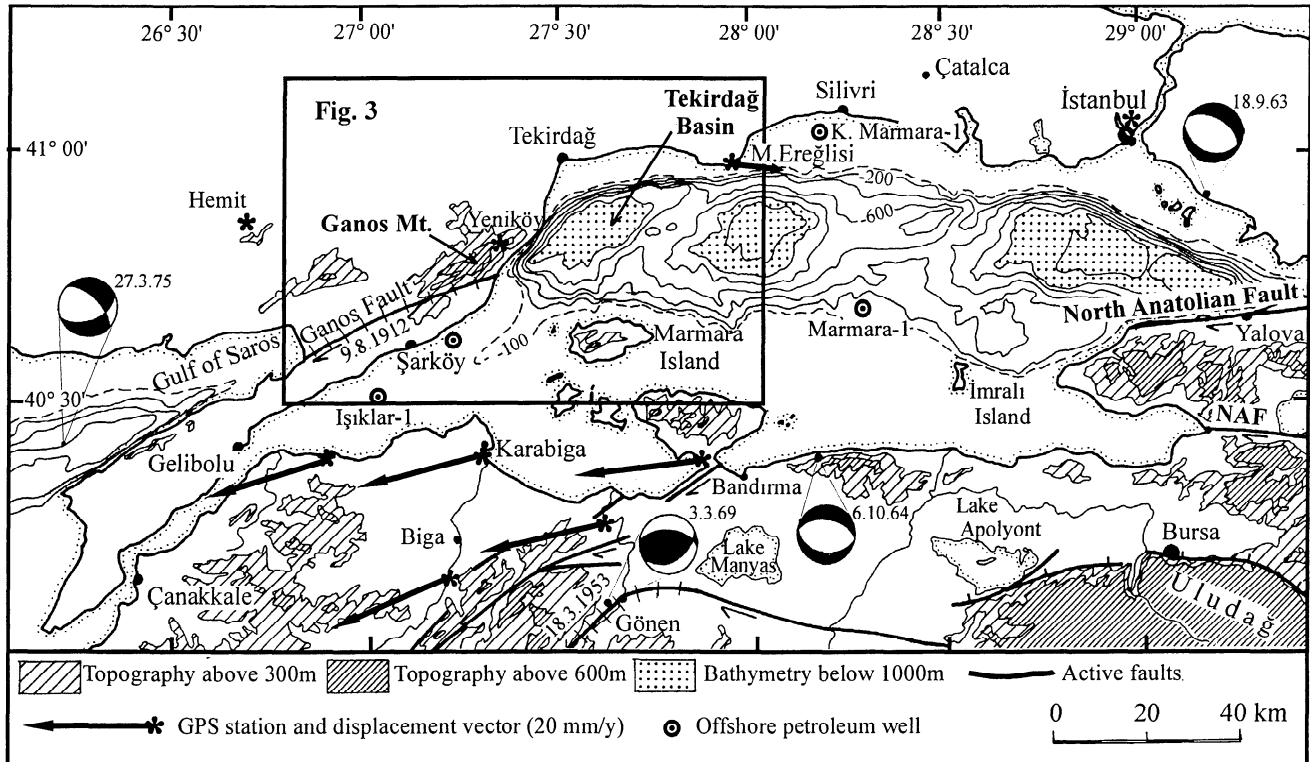 26° 30'
27° 00'
27° 30'
28° 00'
28° 30'
29° 00'
41° 00'
40° 30'
Fig. 3
Tekirdağ
Basin
Tekirdağ
Silivri
Çatalca
İstanbul
18.9.63
K. Marmara-1
M.Ereğlisi
-200
-600
Hemit
Ganos Mt.
Yeniköy
27.3.75
Ganos Fault
9.8.1912
Gulf of Saros
Şarköy
-100
Marmara
Island
Marmara-1
North Anatolian Fault
Yalova
İmralı
Island
NAF
Işıklar-1
Gelibolu
Karabiga
Bandırma
3.3.69
6.10.64
Biga
Lake
Manyas
Lake
Apolyont
Bursa
Uludağ
Çanakkale
18.3.1953
Gönen
Topography above 300m
Topography above 600m
Bathymetry below 1000m
Active faults
GPS station and displacement vector (20 mm/y)
Offshore petroleum well
0 20 40 km